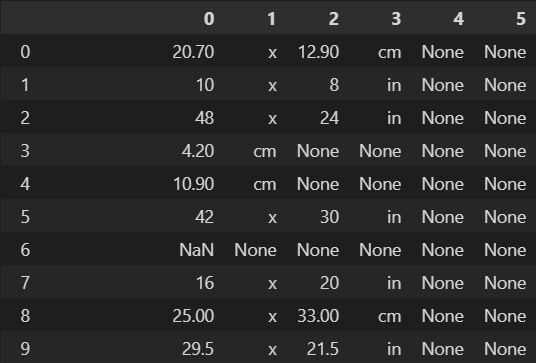 0 1 2 3 4 5
0 20.70 x 12.90 cm None None
1 10 x 8 in None None
2 48 x 24 in None None
3 4.20 cm None None None None
4 10.90 cm None None None None
5 42 x 30 in None None
6 NaN None None None None None
7 16 x 20 in None None
8 25.00 x 33.00 cm None None
9 29.5 x 21.5 in None None